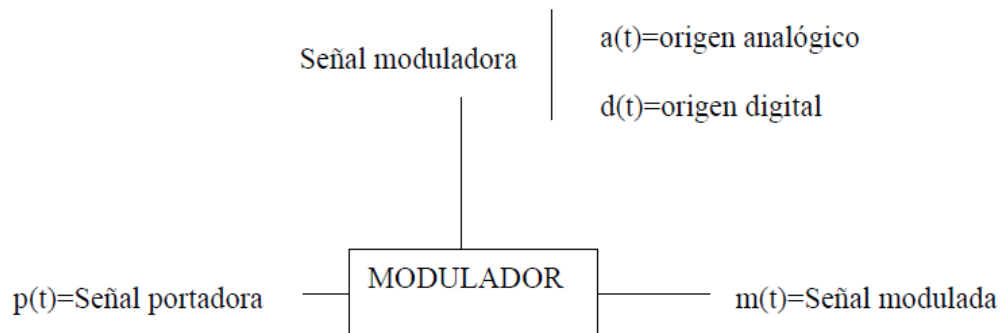 Señal moduladora
a(t)=origen analógico
d(t)=origen digital
MODULADOR
p(t)=Señal portadora
m(t)=Señal modulada